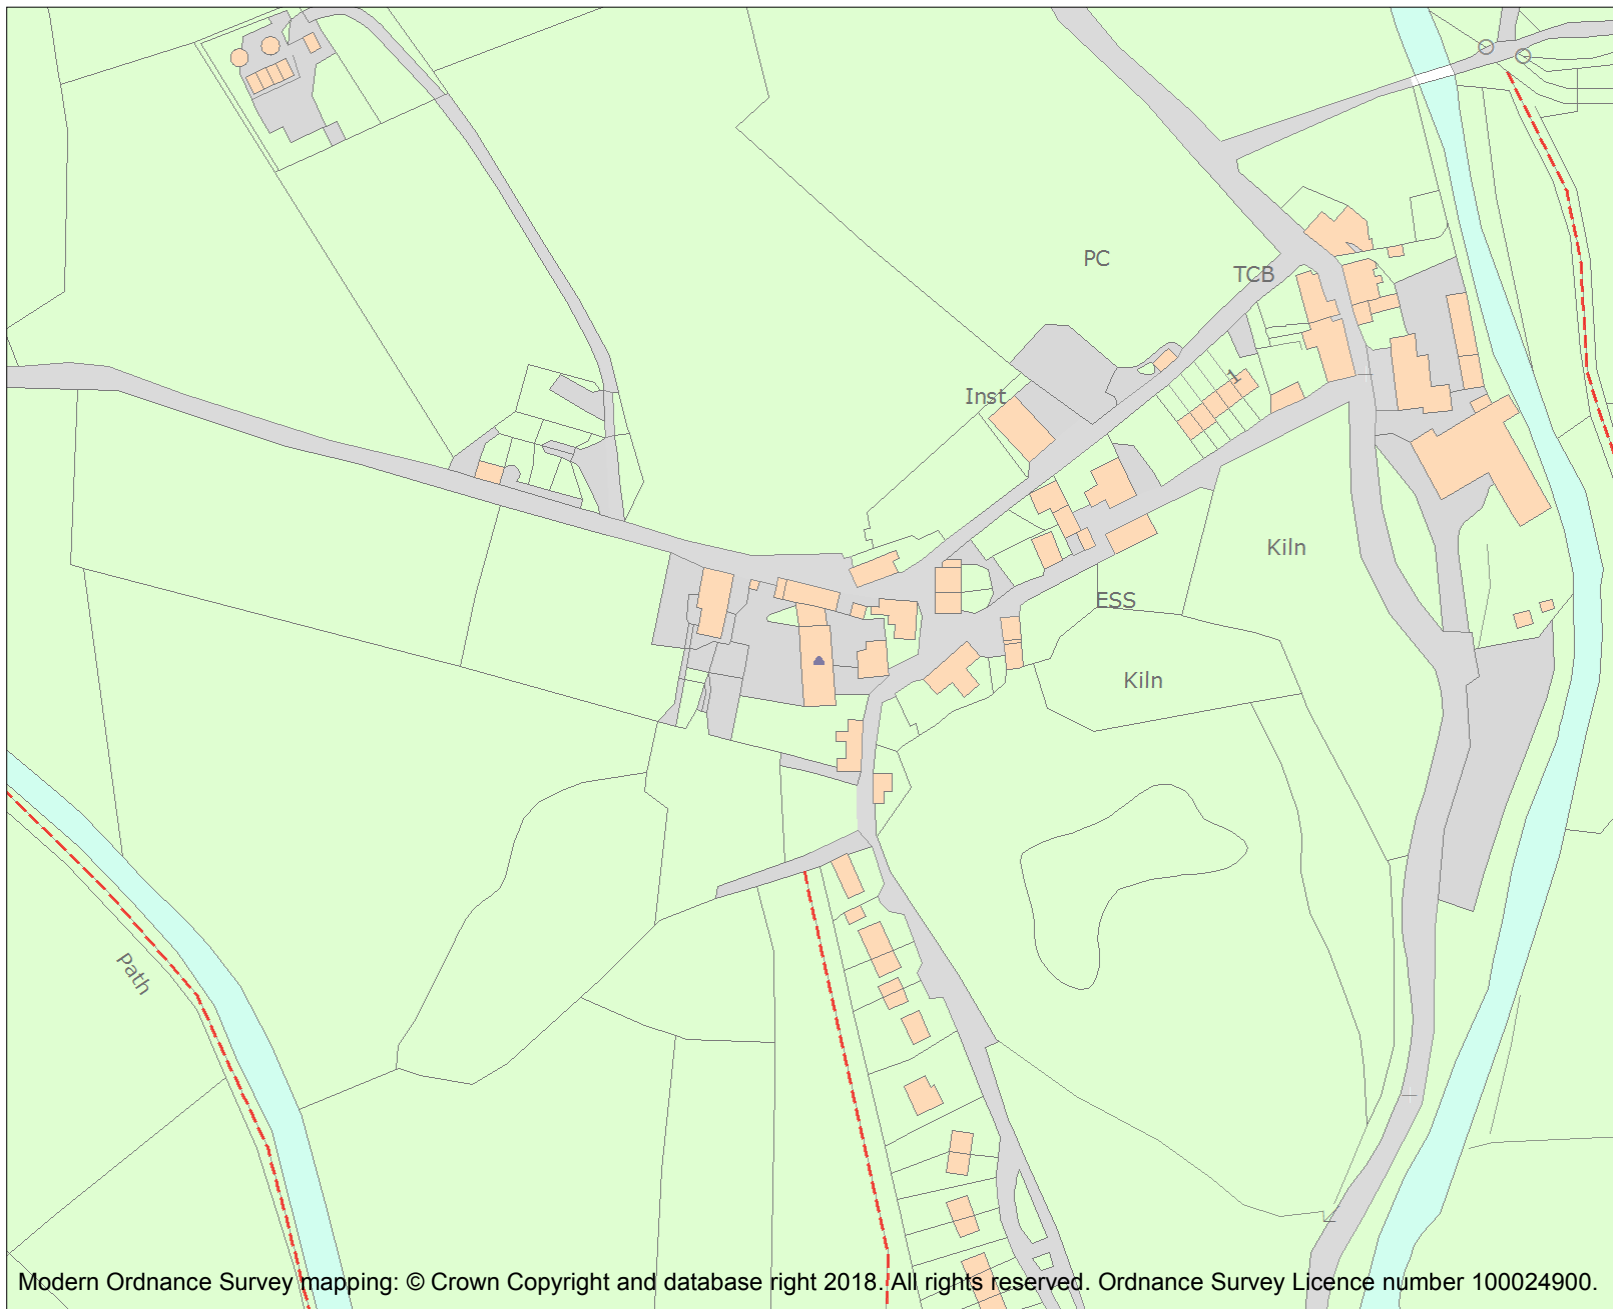 PC
TCB
1
Inst
Kiln
ESS
Kiln
Path
Modern Ordnance Survey mapping: © Crown Copyright and database right 2018. All rights reserved. Ordnance Survey Licence number 100024900.